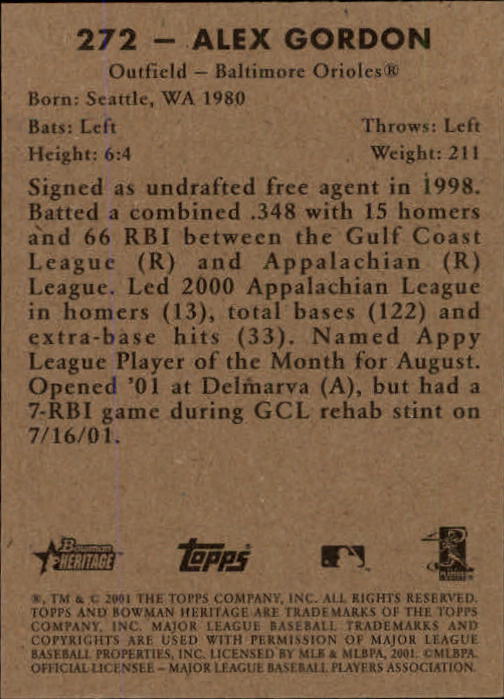 272 – ALEX GORDON
Outfield – Baltimore Orioles®
Born: Seattle, WA 1980
Bats: Left Throws: Left
Height: 6:4 Weight: 211
Signed as undrafted free agent in 1998.
Batted a combined .348 with 15 homers
and 66 RBI between the Gulf Coast
League (R) and Appalachian (R)
League. Led 2000 Appalachian League
in homers (13), total bases (122) and
extra-base hits (33). Named Appy
League Player of the Month for August.
Opened '01 at Delmarva (A), but had a
7-RBI game during GCL rehab stint on
7/16/01.
Bowman HERITAGE Topps
®, TM & © 2001 THE TOPPS COMPANY, INC. ALL RIGHTS RESERVED.
TOPPS AND BOWMAN HERITAGE ARE TRADEMARKS OF THE TOPPS
COMPANY, INC. MAJOR LEAGUE BASEBALL TRADEMARKS AND
COPYRIGHTS ARE USED WITH PERMISSION OF MAJOR LEAGUE
BASEBALL PROPERTIES, INC. LICENSED BY MLB & MLBPA, 2001. ©MLBPA.
OFFICIAL LICENSEE – MAJOR LEAGUE BASEBALL PLAYERS ASSOCIATION.